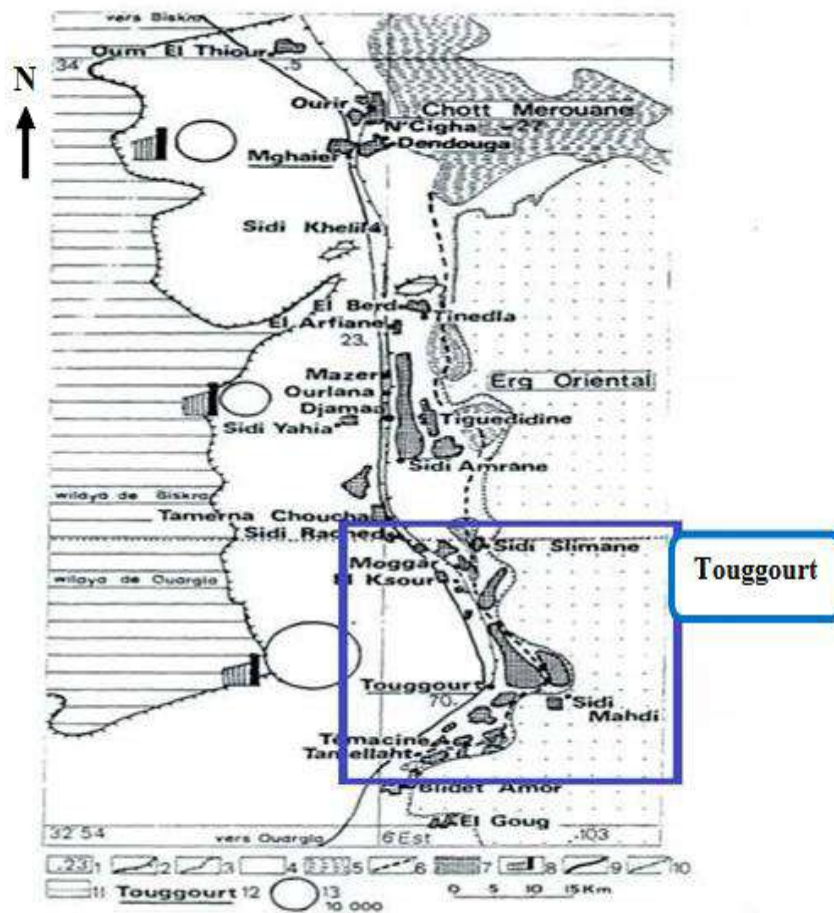 vers Biskra
Oum El Thiour
34
.5
N
Ourir
Chott Merouane
N'Cigha
-27
Dendouga
Mghaier
Sidi Khelifa
El Berd
Tinedla
El Arfiane
23.
Mazer
Erg Oriental
Ourlana
Djamaa
Tiguedidine
Sidi Yahia
Sidi Amrane
wilaya de Biskra
Tamerna Choucha
Sidi Rached
Sidi Slimane
Touggourt
Moggar
wilaya de Ouargla
El Ksour
Touggourt
70.
Sidi
Mahdi
Témacine
Tamellaht
Blidet Amor
El Goug
32 54
vers Ouargla
6 Est
.103
.23. 1 2 3 4 5 6 7 8 9 10
11 Touggourt 12 13
10 000
0 5 10 15 Km